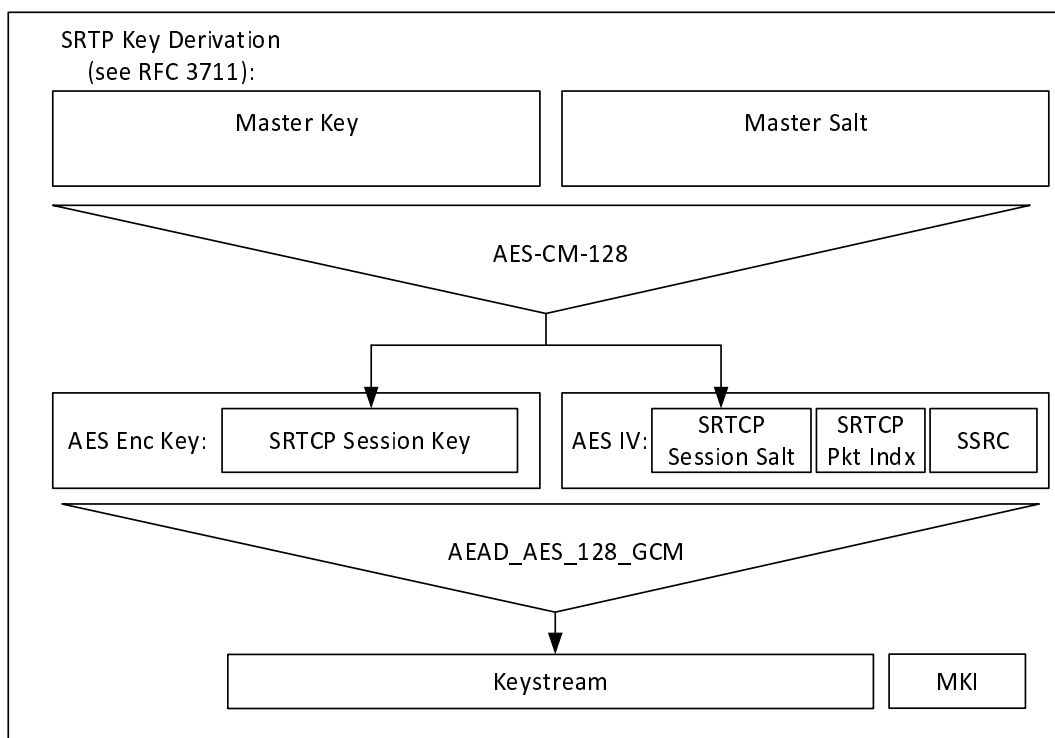 SRTP Key Derivation
(see RFC 3711):
Master Key
Master Salt
AES-CM-128
AES Enc Key:
SRTCP Session Key
AES IV:
SRTCP
Session Salt
SRTCP
Pkt Indx
SSRC
AEAD_AES_128_GCM
Keystream
MKI